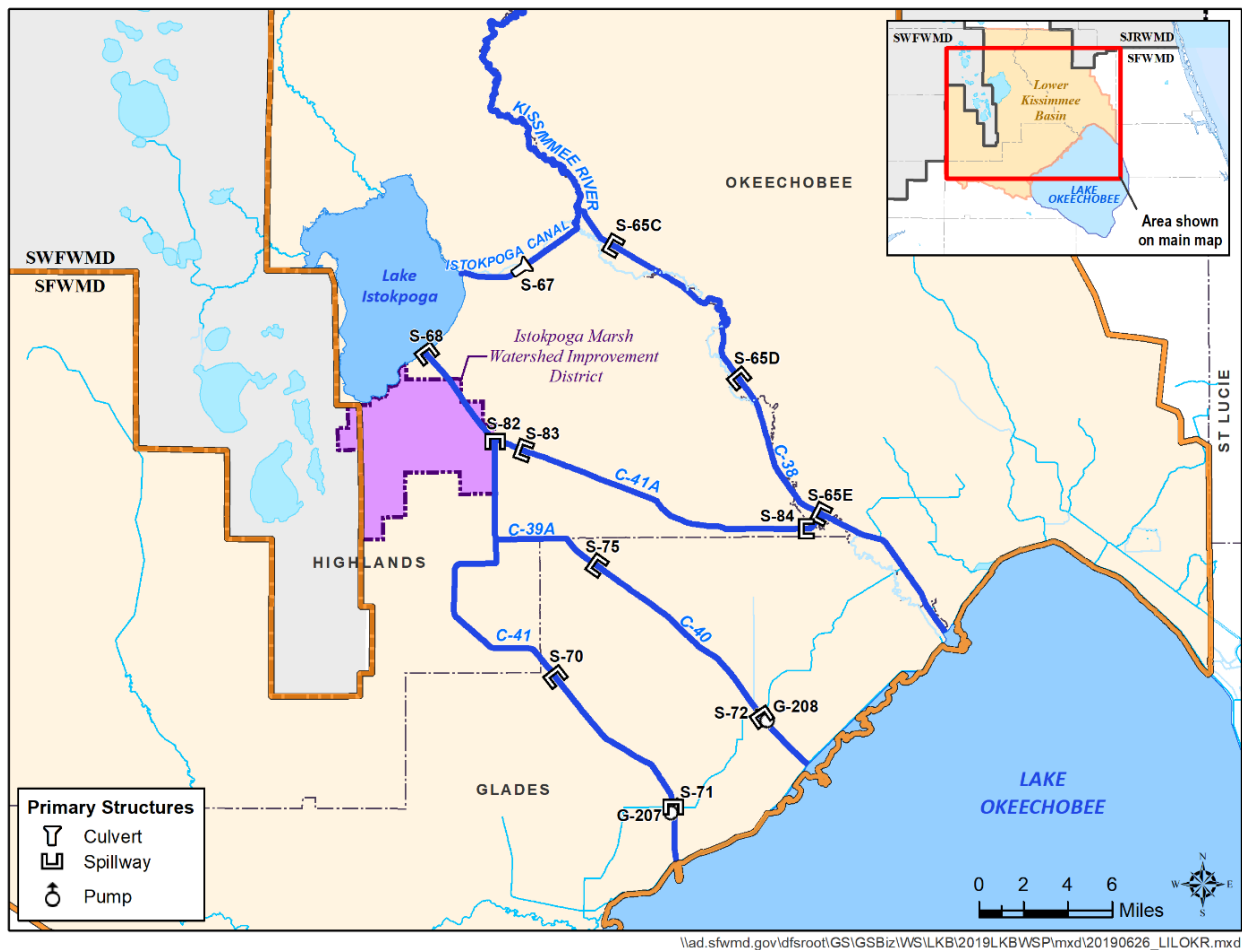 SWFWMD
SJRWMD
SFWMD
Lower
Kissimmee
Basin
LAKE
OKEECHOBEE
Area shown
on main map
KISSIMMEE RIVER
OKEECHOBEE
S-65C
ISTOKPOGA CANAL
S-67
SWFWMD
SFWMD
Lake
Istokpoga
S-68
Istokpoga Marsh
Watershed Improvement
District
S-65D
ST LUCIE
S-82
S-83
C-41A
C-38
S-65E
S-84
C-39A
HIGHLANDS
S-75
C-41
C-40
S-70
S-72
G-208
GLADES
S-71
G-207
LAKE
OKEECHOBEE
Primary Structures
Culvert
Spillway
Pump
0 2 4 6
Miles
N
W E
S
\\ad.sfwmd.gov\dfsroot\GS\GSBiz\WS\LKB\2019LKBWSP\mxd\20190626_LILOKR.mxd